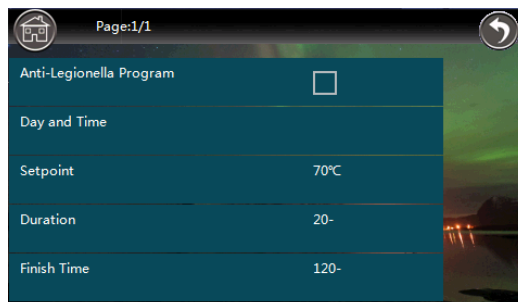 Page:1/1
Anti-Legionella Program
Day and Time
Setpoint 70℃
Duration 20-
Finish Time 120-